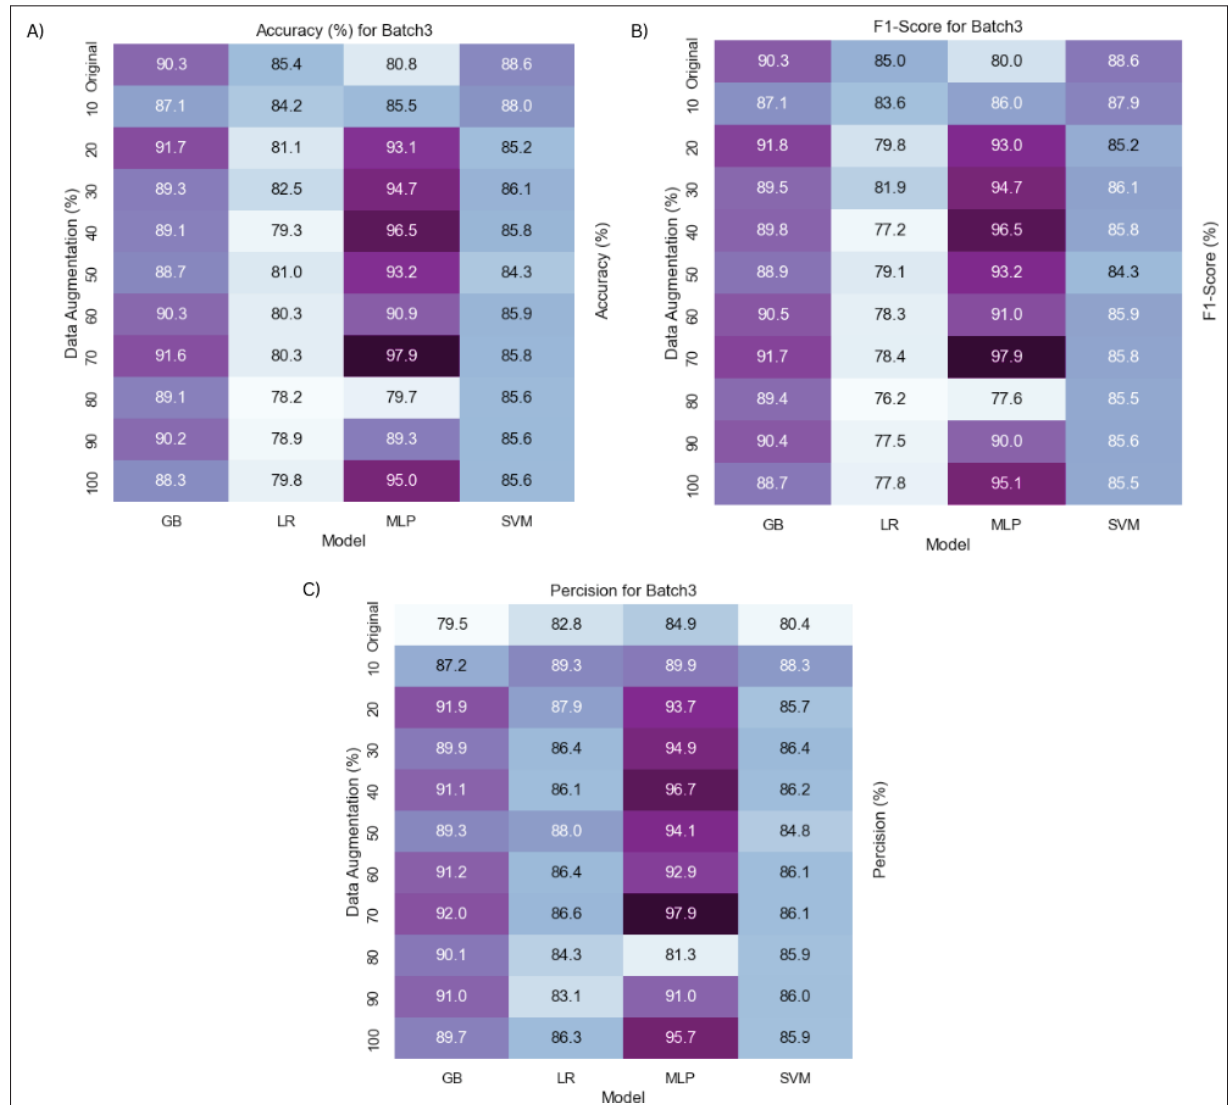 A)
Accuracy (%) for Batch3
Original 90.3 85.4 80.8 88.6
10 87.1 84.2 85.5 88.0
20 91.7 81.1 93.1 85.2
30 89.3 82.5 94.7 86.1
40 89.1 79.3 96.5 85.8
50 88.7 81.0 93.2 84.3
60 90.3 80.3 90.9 85.9
70 91.6 80.3 97.9 85.8
80 89.1 78.2 79.7 85.6
90 90.2 78.9 89.3 85.6
100 88.3 79.8 95.0 85.6
GB LR MLP SVM
Model
Data Augmentation (%)
Accuracy (%)
B)
F1-Score for Batch3
Original 90.3 85.0 80.0 88.6
10 87.1 83.6 86.0 87.9
20 91.8 79.8 93.0 85.2
30 89.5 81.9 94.7 86.1
40 89.8 77.2 96.5 85.8
50 88.9 79.1 93.2 84.3
60 90.5 78.3 91.0 85.9
70 91.7 78.4 97.9 85.8
80 89.4 76.2 77.6 85.5
90 90.4 77.5 90.0 85.6
100 88.7 77.8 95.1 85.5
GB LR MLP SVM
Model
Data Augmentation (%)
F1-Score (%)
C)
Percision for Batch3
Original 79.5 82.8 84.9 80.4
10 87.2 89.3 89.9 88.3
20 91.9 87.9 93.7 85.7
30 89.9 86.4 94.9 86.4
40 91.1 86.1 96.7 86.2
50 89.3 88.0 94.1 84.8
60 91.2 86.4 92.9 86.1
70 92.0 86.6 97.9 86.1
80 90.1 84.3 81.3 85.9
90 91.0 83.1 91.0 86.0
100 89.7 86.3 95.7 85.9
GB LR MLP SVM
Model
Data Augmentation (%)
Percision (%)